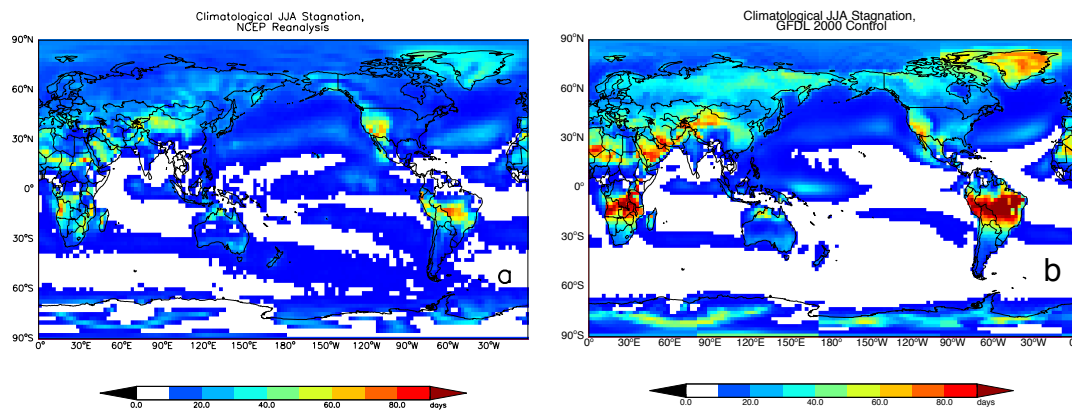 Climatological JJA Stagnation,
NCEP Reanalysis
90°N
60°N
30°N
0°
30°S
60°S
90°S
0° 30°E 60°E 90°E 120°E 150°E 180° 150°W 120°W 90°W 60°W 30°W
a
0.0 20.0 40.0 60.0 80.0 days
Climatological JJA Stagnation,
GFDL 2000 Control
90°N
60°N
30°N
0°
30°S
60°S
90°S
0° 30°E 60°E 90°E 120°E 150°E 180° 150°W 120°W 90°W 60°W 30°W 0
b
0.0 20.0 40.0 60.0 80.0 days